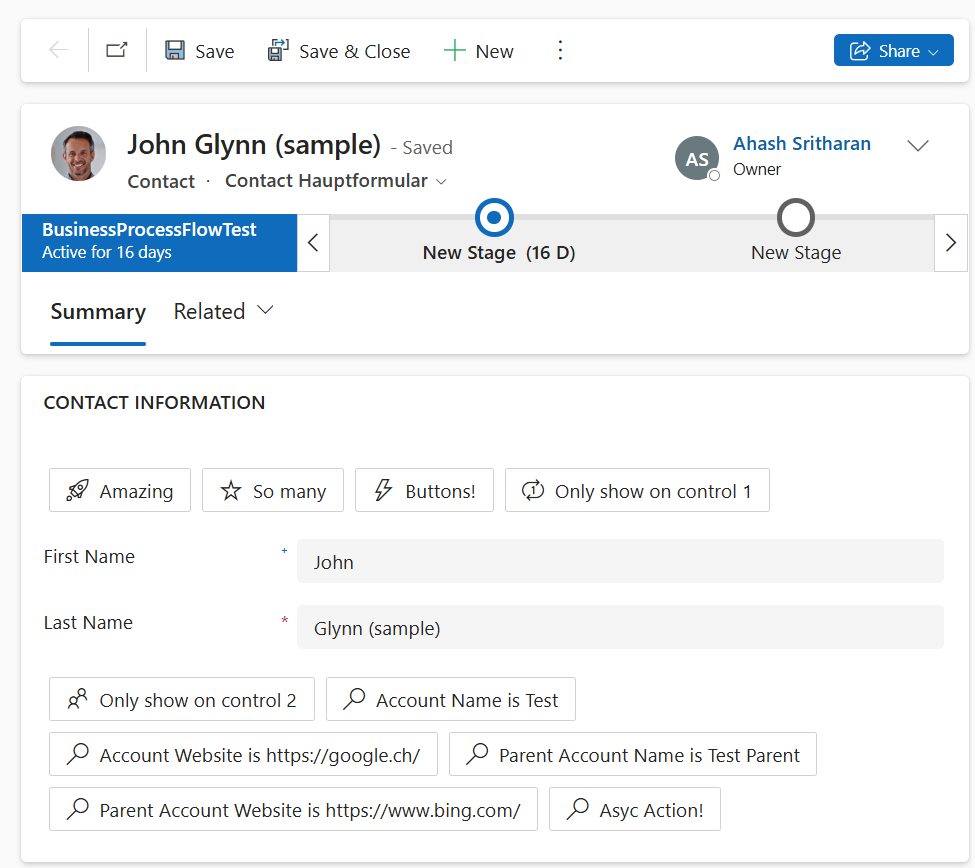 Save Save & Close New Share
John Glynn (sample) - Saved
Contact · Contact Hauptformular
AS Ahash Sritharan
Owner
BusinessProcessFlowTest
Active for 16 days
New Stage (16 D) New Stage
Summary Related
CONTACT INFORMATION
Amazing So many Buttons! 1 Only show on control 1
First Name + John
Last Name * Glynn (sample)
Only show on control 2 Account Name is Test
Account Website is https://google.ch/ Parent Account Name is Test Parent
Parent Account Website is https://www.bing.com/ Asyc Action!